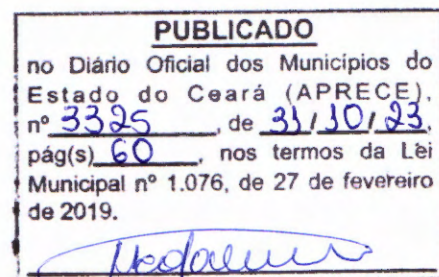 PUBLICADO
no Diário Oficial dos Municípios do
Estado do Ceará (APRECE),
nº 3325, de 31/10/23,
pág(s) 60, nos termos da Lei
Municipal nº 1.076, de 27 de fevereiro
de 2019.